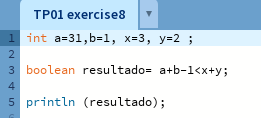 TP01 exercise8
1 int a=31,b=1, x=3, y=2 ;
2
3 boolean resultado= a+b-1<x+y;
4
5 println (resultado);